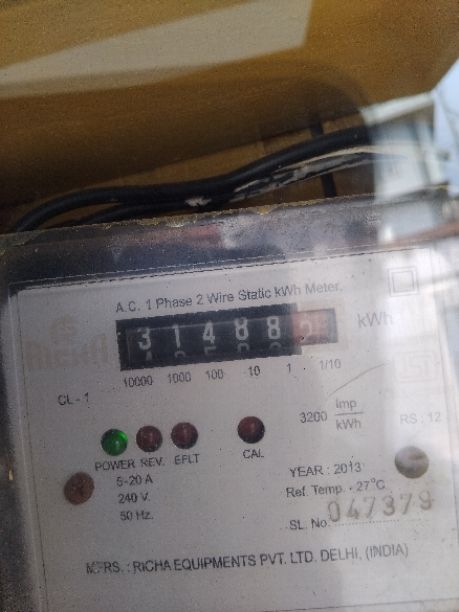 A.C. 1 Phase 2 Wire Static kWh Meter.
31488 kWh
10000 1000 100 10 1 1/10
CL - 1
3200 Imp/kWh
RS : 12
POWER REV. EFLT CAL
5-20 A
240 V.
50 Hz.
YEARː 2013
Ref. Temp. - 27°C
SL. No. 047379
MFRS. : RICHA EQUIPMENTS PVT. LTD. DELHI, (INDIA)